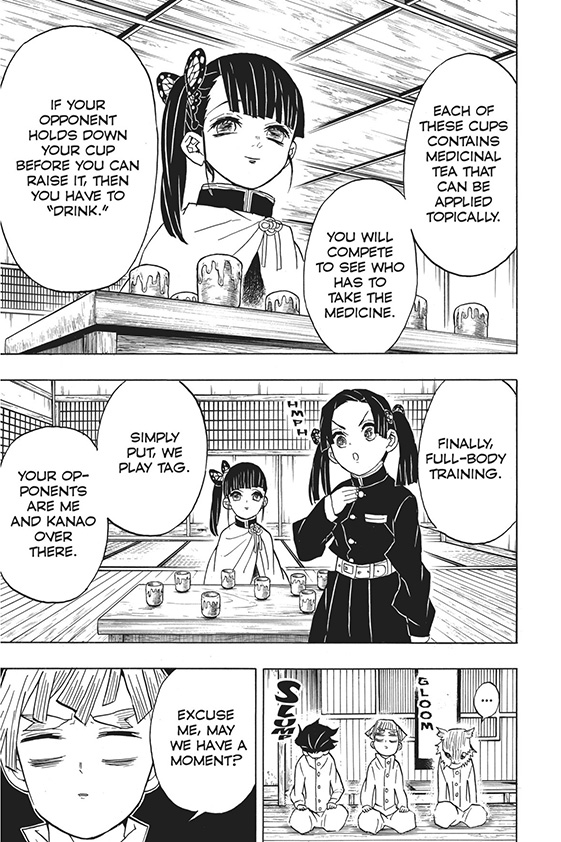 EACH OF
THESE CUPS
CONTAINS
MEDICINAL
TEA THAT
CAN BE
APPLIED
TOPICALLY.
YOU WILL
COMPETE
TO SEE WHO
HAS TO
TAKE THE
MEDICINE.
IF YOUR
OPPONENT
HOLDS DOWN
YOUR CUP
BEFORE YOU CAN
RAISE IT, THEN
YOU HAVE TO
“DRINK.”
FINALLY,
FULL-BODY
TRAINING.
HMPH
SIMPLY
PUT, WE
PLAY TAG.
YOUR OP-
PONENTS
ARE ME
AND KANAO
OVER
THERE.
...
GLOOM
SLUMP
EXCUSE
ME, MAY
WE HAVE A
MOMENT?